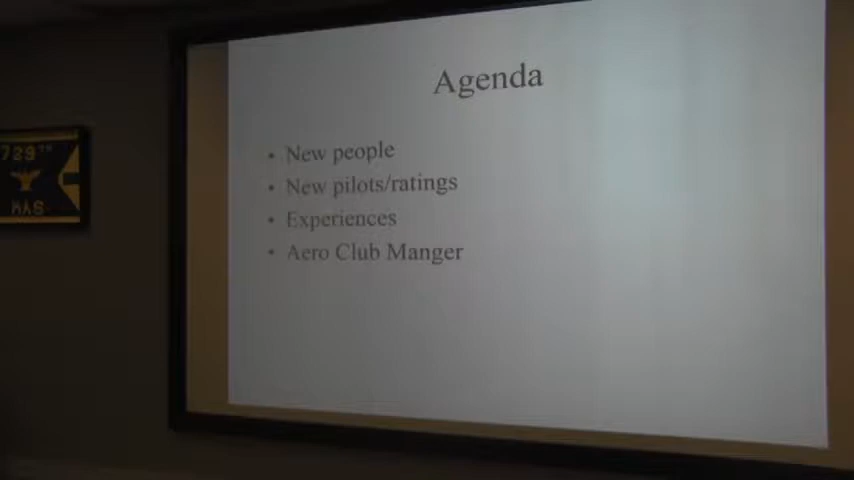 Agenda
• New people
• New pilots/ratings
• Experiences
• Aero Club Manger
729TH
MAS